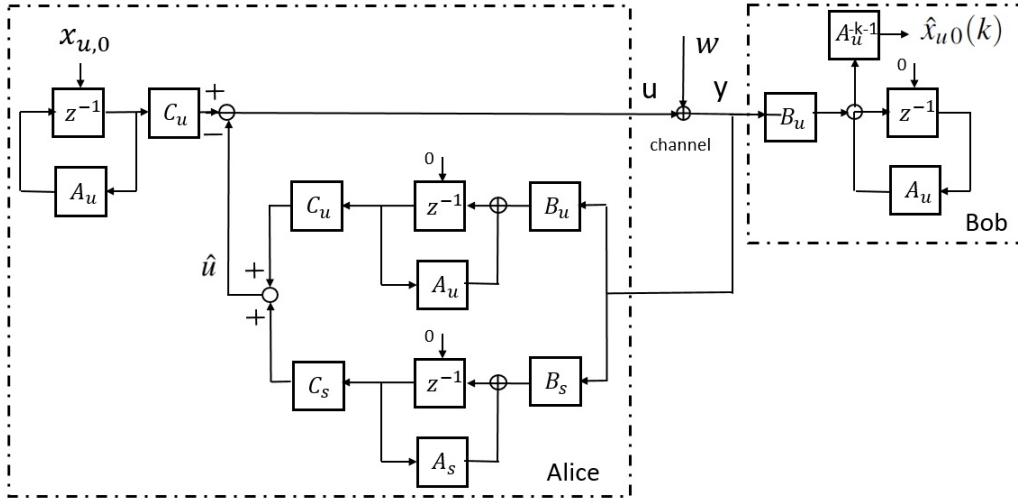 x_{u,0}
z^{-1}
C_u
+
−
A_u
u
w
y
channel
B_u
A_u^{-k-1}
\hat{x}_{u0}(k)
0
z^{-1}
A_u
Bob
\hat{u}
+
+
C_u
0
z^{-1}
B_u
A_u
C_s
0
z^{-1}
B_s
A_s
Alice